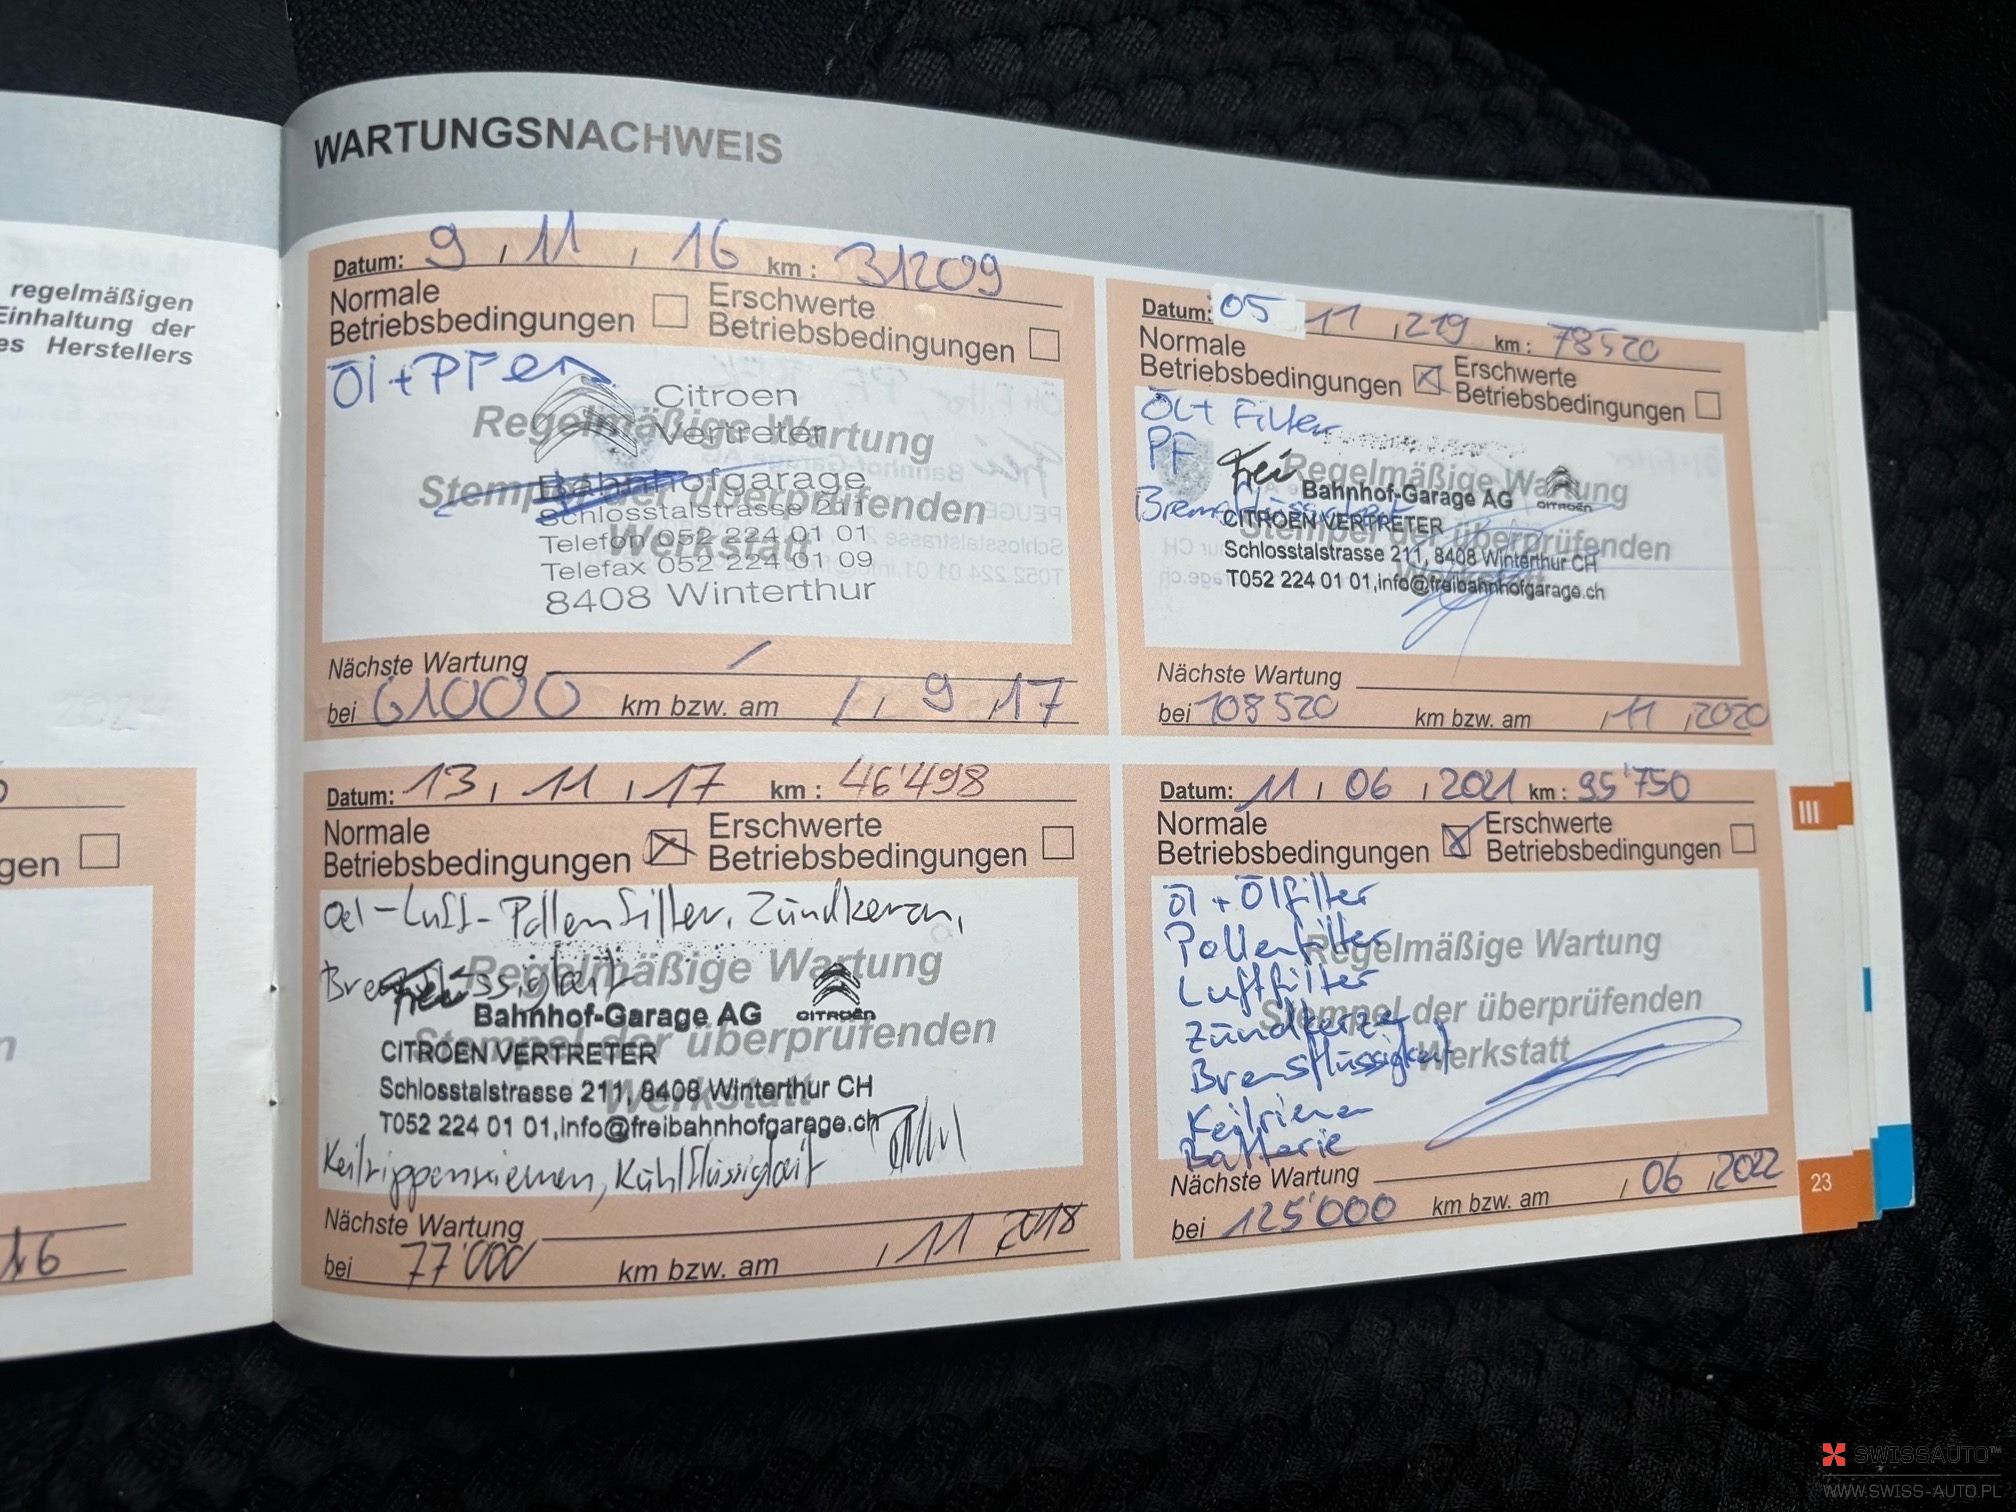 WARTUNGSNACHWEIS
regelmäßigen
Einhaltung der
es Herstellers
gen
16
Datum: 9 , 11 , 16 km : 31209
Normale
Betriebsbedingungen
Erschwerte
Betriebsbedingungen
Öl +
Citroen
Regelmäßige Wartung
Vertreter
Bahnhofgarage
Stempel der überprüfenden
Schlosstalstrasse 211
Telefon 052 224 01 01
Werkstatt
Telefax 052 224 01 09
8408 Winterthur
Nächste Wartung
bei 61000 km bzw. am / , 9 , 17
Datum: 13 , 11 , 17 km : 46'498
Normale
Betriebsbedingungen
Erschwerte
Betriebsbedingungen
Oel-Luft-Pollenfilter, Zündkerzen,
Regelmäßige Wartung
Frei
Bahnhof-Garage AG CITROËN
Stempel der überprüfenden
CITROEN VERTRETER
Schlosstalstrasse 211, 8408 Winterthur CH
Werkstatt
T052 224 01 01,info@freibahnhofgarage.ch
Keilrippenriemen, Kühlflüssigkeit
Nächste Wartung
bei 77'000 km bzw. am , 11 2018
Datum: 05 11 , 219 km : 78520
Normale
Betriebsbedingungen
Erschwerte
Betriebsbedingungen
Öl + Filter
PF
Regelmäßige Wartung
Frei
Bahnhof-Garage AG CITROËN
Bremsflüssigkeit
CITROEN VERTRETER
Stempel der überprüfenden
Schlosstalstrasse 211, 8408 Winterthur CH
Werkstatt
T052 224 01 01,info@freibahnhofgarage.ch
Nächste Wartung
bei 108520 km bzw. am , 11 , 2020
Datum: 11 , 06 , 2021 km : 95'750
Normale
Betriebsbedingungen
Erschwerte
Betriebsbedingungen
Öl + Ölfilter
Pollenfilter
Regelmäßige Wartung
Luftfilter
Stempel der überprüfenden
Zündkerze
Werkstatt
Bremsflüssigkeit
Keilriemen
Batterie
Nächste Wartung
bei 125'000 km bzw. am , 06 , 2022
III
23
SWISSAUTO™
WWW.SWISS-AUTO.PL